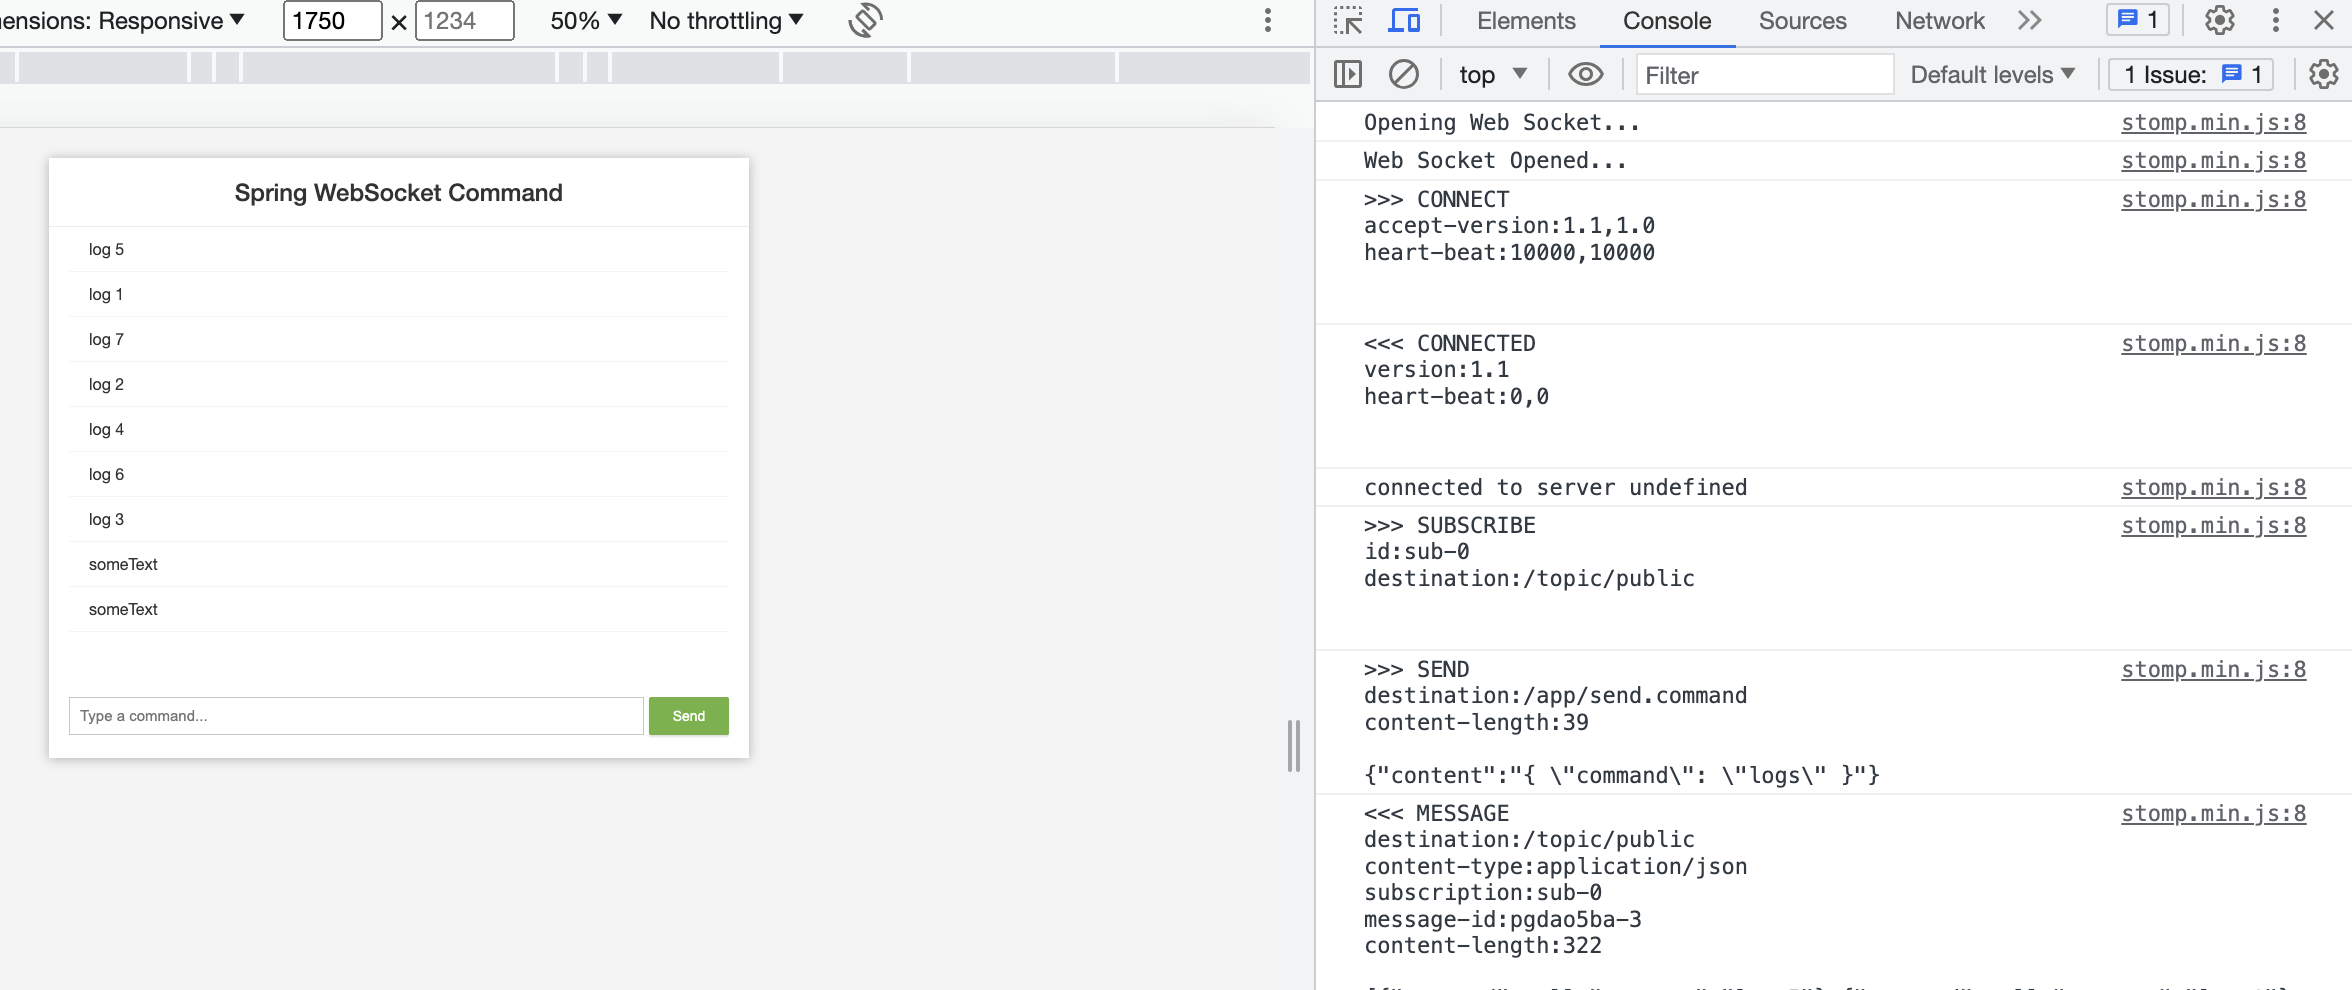 ensions: Responsive 1750 × 1234 50% No throttling
Elements Console Sources Network 1
top Filter Default levels 1 Issue: 1
Spring WebSocket Command
log 5
log 1
log 7
log 2
log 4
log 6
log 3
someText
someText
Type a command... Send
Opening Web Socket... stomp.min.js:8
Web Socket Opened... stomp.min.js:8
>>> CONNECT stomp.min.js:8
accept-version:1.1,1.0
heart-beat:10000,10000
<<< CONNECTED stomp.min.js:8
version:1.1
heart-beat:0,0
connected to server undefined stomp.min.js:8
>>> SUBSCRIBE stomp.min.js:8
id:sub-0
destination:/topic/public
>>> SEND stomp.min.js:8
destination:/app/send.command
content-length:39
{"content":"{ \"command\": \"logs\" }"}
<<< MESSAGE stomp.min.js:8
destination:/topic/public
content-type:application/json
subscription:sub-0
message-id:pgdao5ba-3
content-length:322